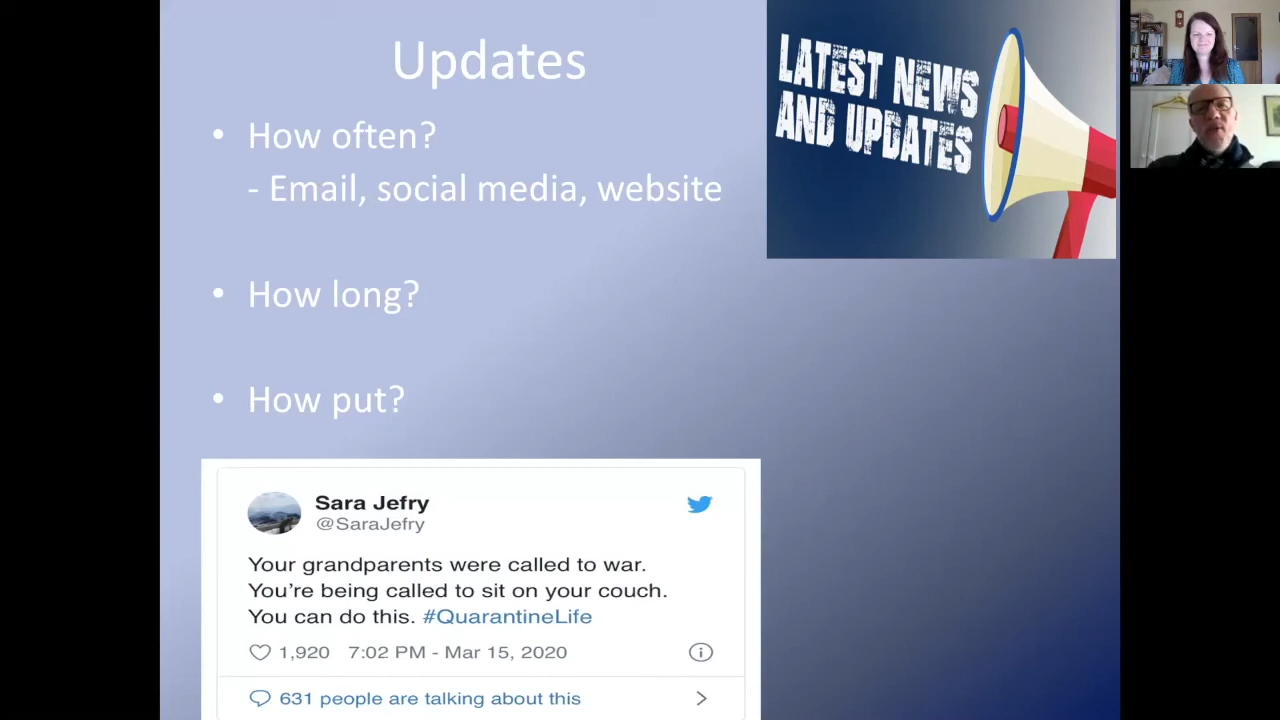 Updates
• How often?
- Email, social media, website
• How long?
• How put?
LATEST NEWS
AND UPDATES
Sara Jefry
@SaraJefry
Your grandparents were called to war.
You’re being called to sit on your couch.
You can do this. #QuarantineLife
1,920 7:02 PM - Mar 15, 2020
631 people are talking about this